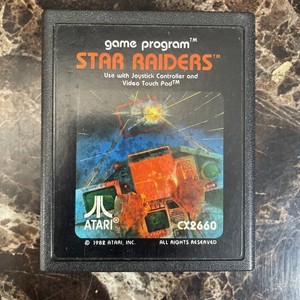 game program™
STAR RAIDERS™
Use with Joystick Controller and
Video Touch Pad™
ATARI®
CX2660
© 1982 ATARI, INC.
ALL RIGHTS RESERVED